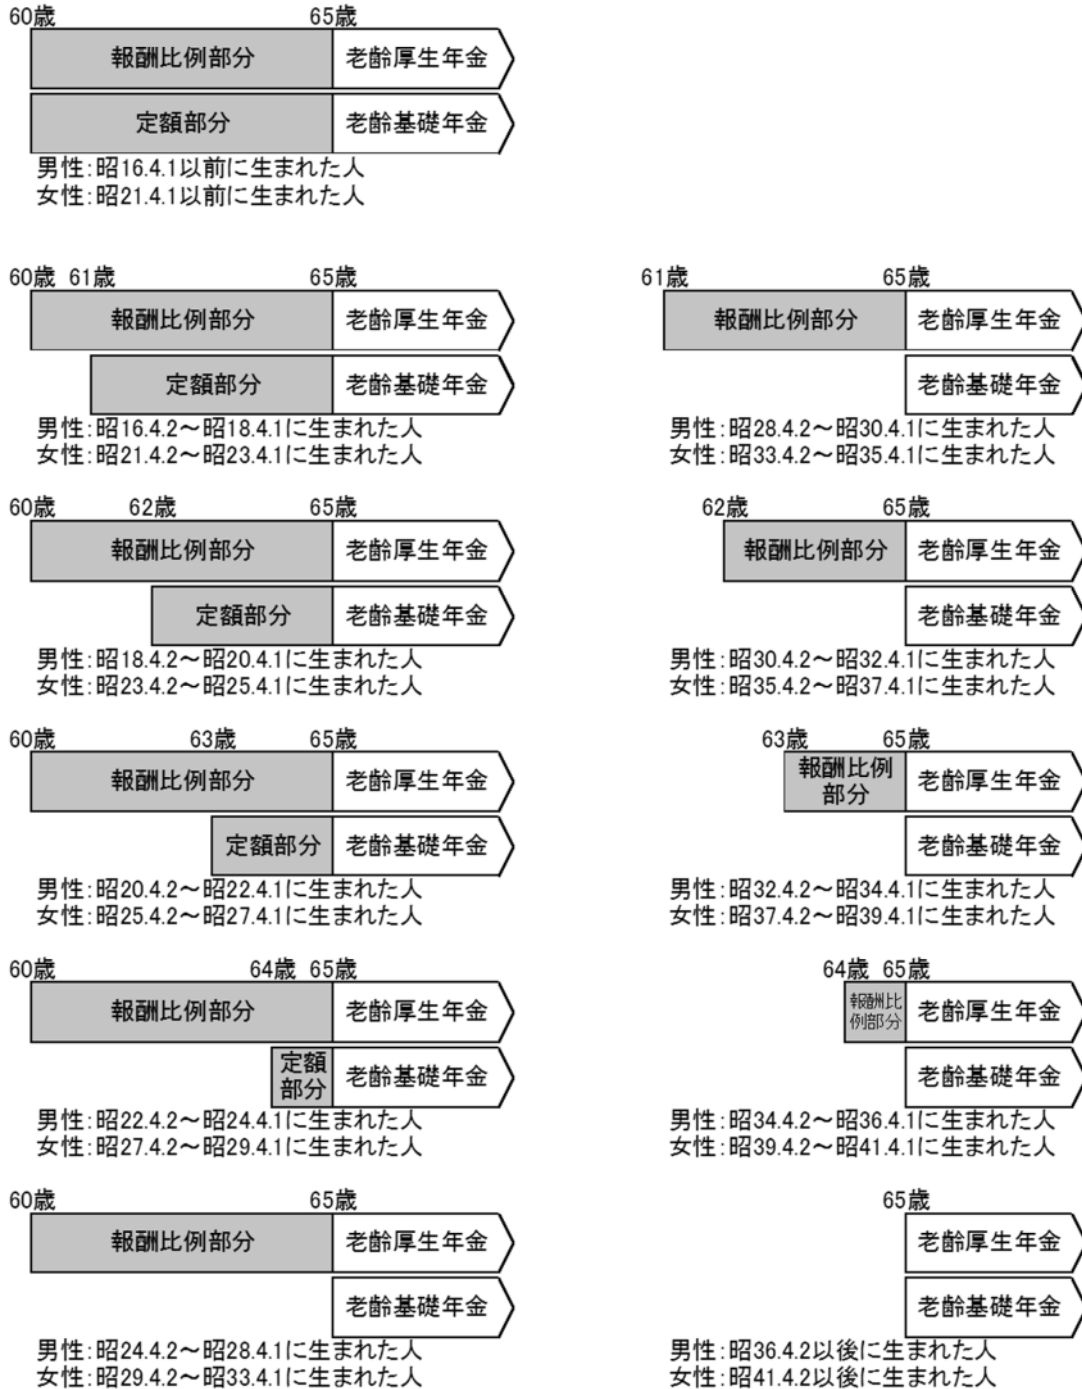 60歳 65歳
報酬比例部分 老齢厚生年金
定額部分 老齢基礎年金
男性:昭16.4.1以前に生まれた人
女性:昭21.4.1以前に生まれた人
60歳 61歳 65歳
報酬比例部分 老齢厚生年金
定額部分 老齢基礎年金
男性:昭16.4.2～昭18.4.1に生まれた人
女性:昭21.4.2～昭23.4.1に生まれた人
60歳 62歳 65歳
報酬比例部分 老齢厚生年金
定額部分 老齢基礎年金
男性:昭18.4.2～昭20.4.1に生まれた人
女性:昭23.4.2～昭25.4.1に生まれた人
60歳 63歳 65歳
報酬比例部分 老齢厚生年金
定額部分 老齢基礎年金
男性:昭20.4.2～昭22.4.1に生まれた人
女性:昭25.4.2～昭27.4.1に生まれた人
60歳 64歳 65歳
報酬比例部分 老齢厚生年金
定額
部分 老齢基礎年金
男性:昭22.4.2～昭24.4.1に生まれた人
女性:昭27.4.2～昭29.4.1に生まれた人
60歳 65歳
報酬比例部分 老齢厚生年金
老齢基礎年金
男性:昭24.4.2～昭28.4.1に生まれた人
女性:昭29.4.2～昭33.4.1に生まれた人
61歳 65歳
報酬比例部分 老齢厚生年金
老齢基礎年金
男性:昭28.4.2～昭30.4.1に生まれた人
女性:昭33.4.2～昭35.4.1に生まれた人
62歳 65歳
報酬比例部分 老齢厚生年金
老齢基礎年金
男性:昭30.4.2～昭32.4.1に生まれた人
女性:昭35.4.2～昭37.4.1に生まれた人
63歳 65歳
報酬比例
部分 老齢厚生年金
老齢基礎年金
男性:昭32.4.2～昭34.4.1に生まれた人
女性:昭37.4.2～昭39.4.1に生まれた人
64歳 65歳
報酬比
例部分 老齢厚生年金
老齢基礎年金
男性:昭34.4.2～昭36.4.1に生まれた人
女性:昭39.4.2～昭41.4.1に生まれた人
65歳
老齢厚生年金
老齢基礎年金
男性:昭36.4.2以後に生まれた人
女性:昭41.4.2以後に生まれた人